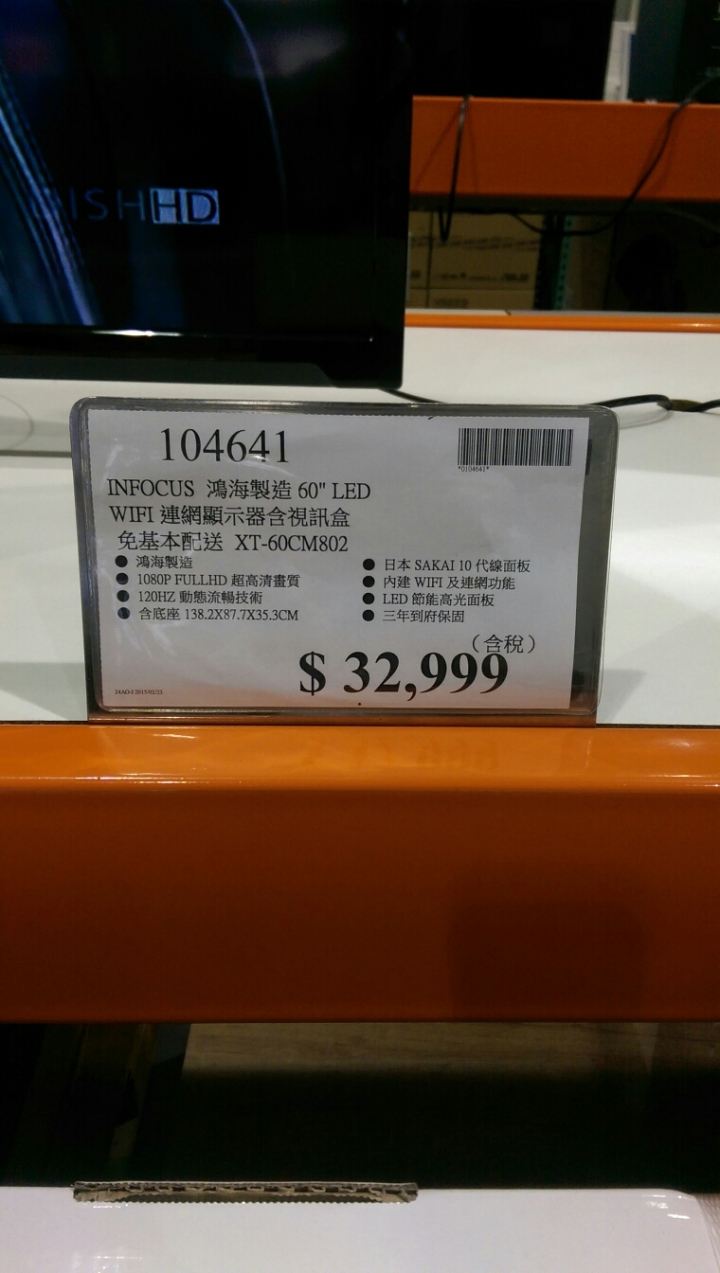 ISHHD
104641
*0104641*
INFOCUS 鴻海製造 60" LED
WIFI 連網顯示器含視訊盒
免基本配送 XT-60CM802
● 鴻海製造
● 1080P FULLHD 超高清畫質
● 120HZ 動態流暢技術
● 含底座 138.2X87.7X35.3CM
● 日本 SAKAI 10 代線面板
● 內建 WIFI 及連網功能
● LED 節能高光面板
● 三年到府保固
（含稅）
$ 32,999